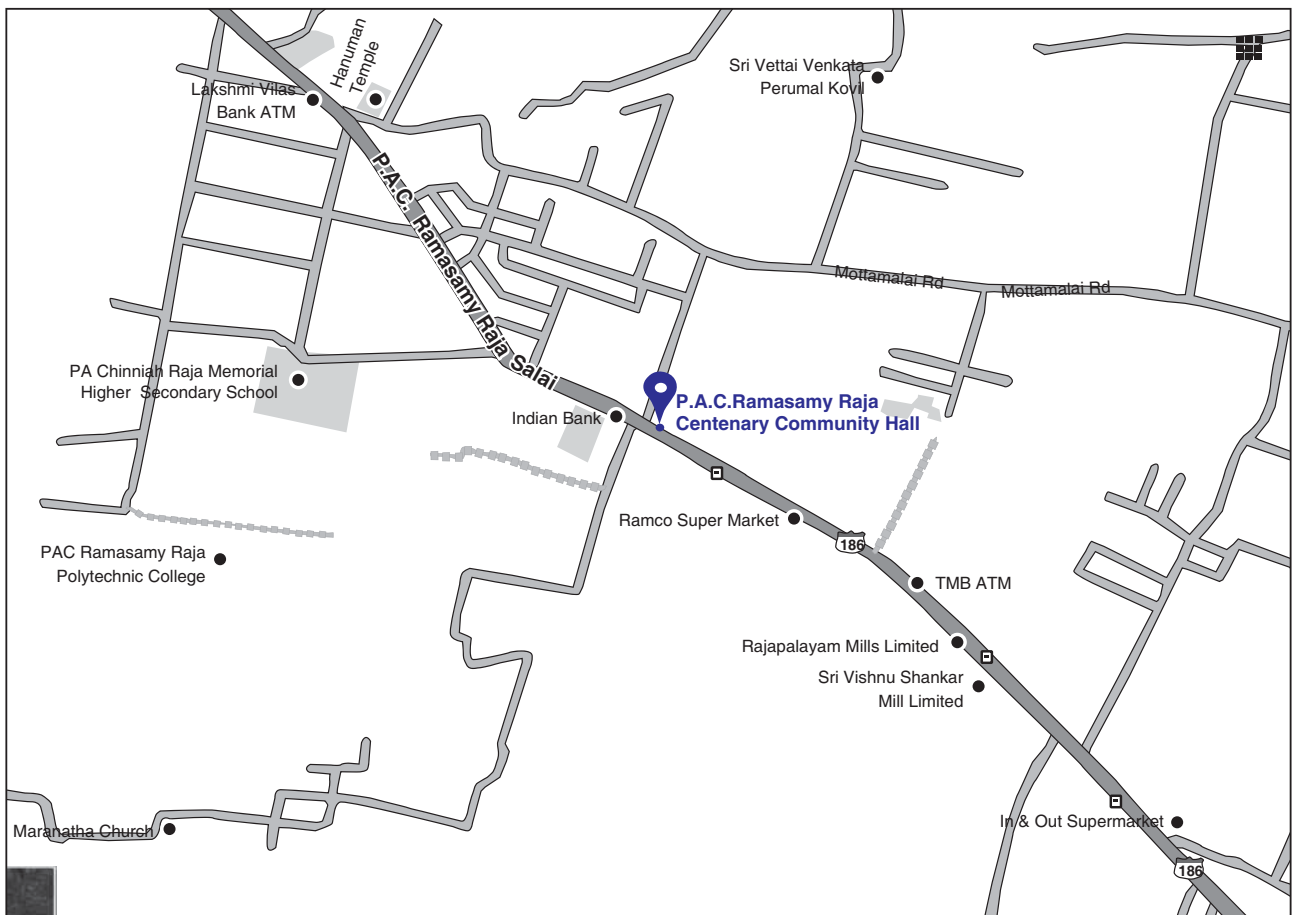 Hanuman
Temple
Lakshmi Vilas
Bank ATM
Sri Vettai Venkata
Perumal Kovil
P.A.C. Ramasamy Raja Salai
Mottamalai Rd
Mottamalai Rd
PA Chinniah Raja Memorial
Higher Secondary School
Indian Bank
P.A.C.Ramasamy Raja
Centenary Community Hall
Ramco Super Market
186
PAC Ramasamy Raja
Polytechnic College
TMB ATM
Rajapalayam Mills Limited
Sri Vishnu Shankar
Mill Limited
In & Out Supermarket
Maranatha Church
186